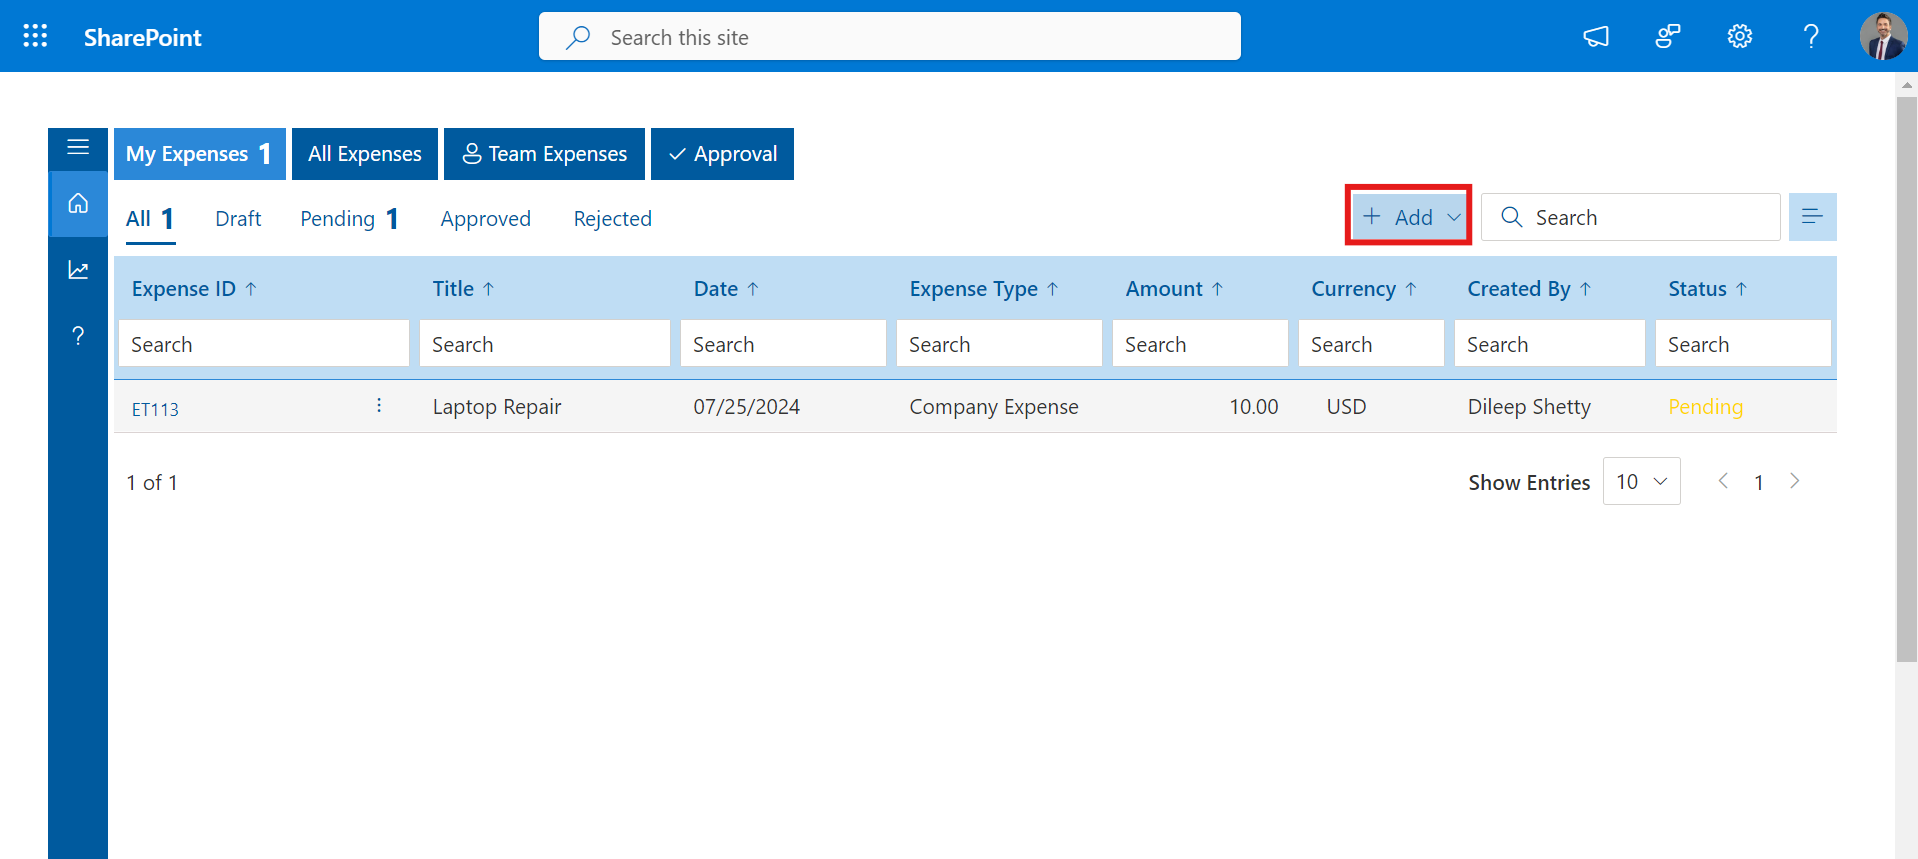 SharePoint
Search this site
?
My Expenses 1
All Expenses
Team Expenses
Approval
All 1
Draft
Pending 1
Approved
Rejected
+ Add
Search
Expense ID ↑
Title ↑
Date ↑
Expense Type ↑
Amount ↑
Currency ↑
Created By ↑
Status ↑
Search
Search
Search
Search
Search
Search
Search
Search
?
ET113
Laptop Repair
07/25/2024
Company Expense
10.00
USD
Dileep Shetty
Pending
1 of 1
Show Entries
10
1